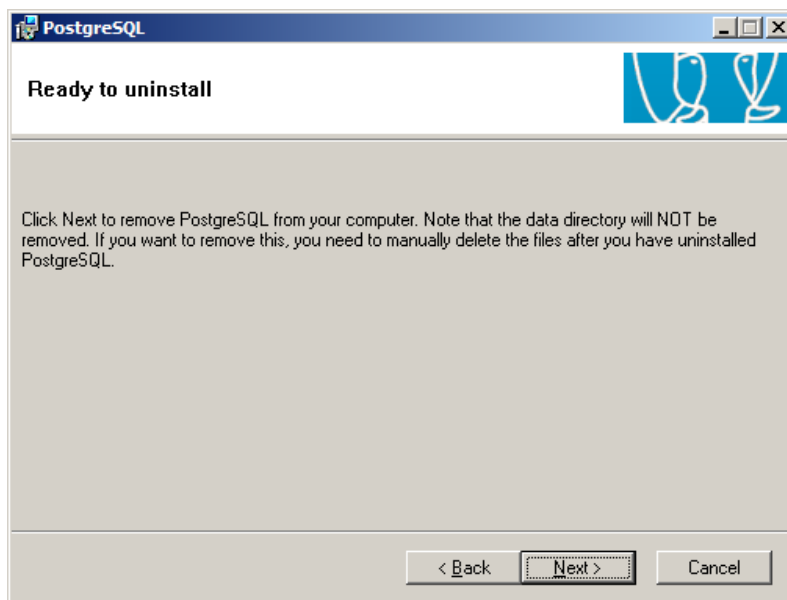 PostgreSQL
Ready to uninstall
Click Next to remove PostgreSQL from your computer. Note that the data directory will NOT be
removed. If you want to remove this, you need to manually delete the files after you have uninstalled
PostgreSQL.
< Back
Next >
Cancel